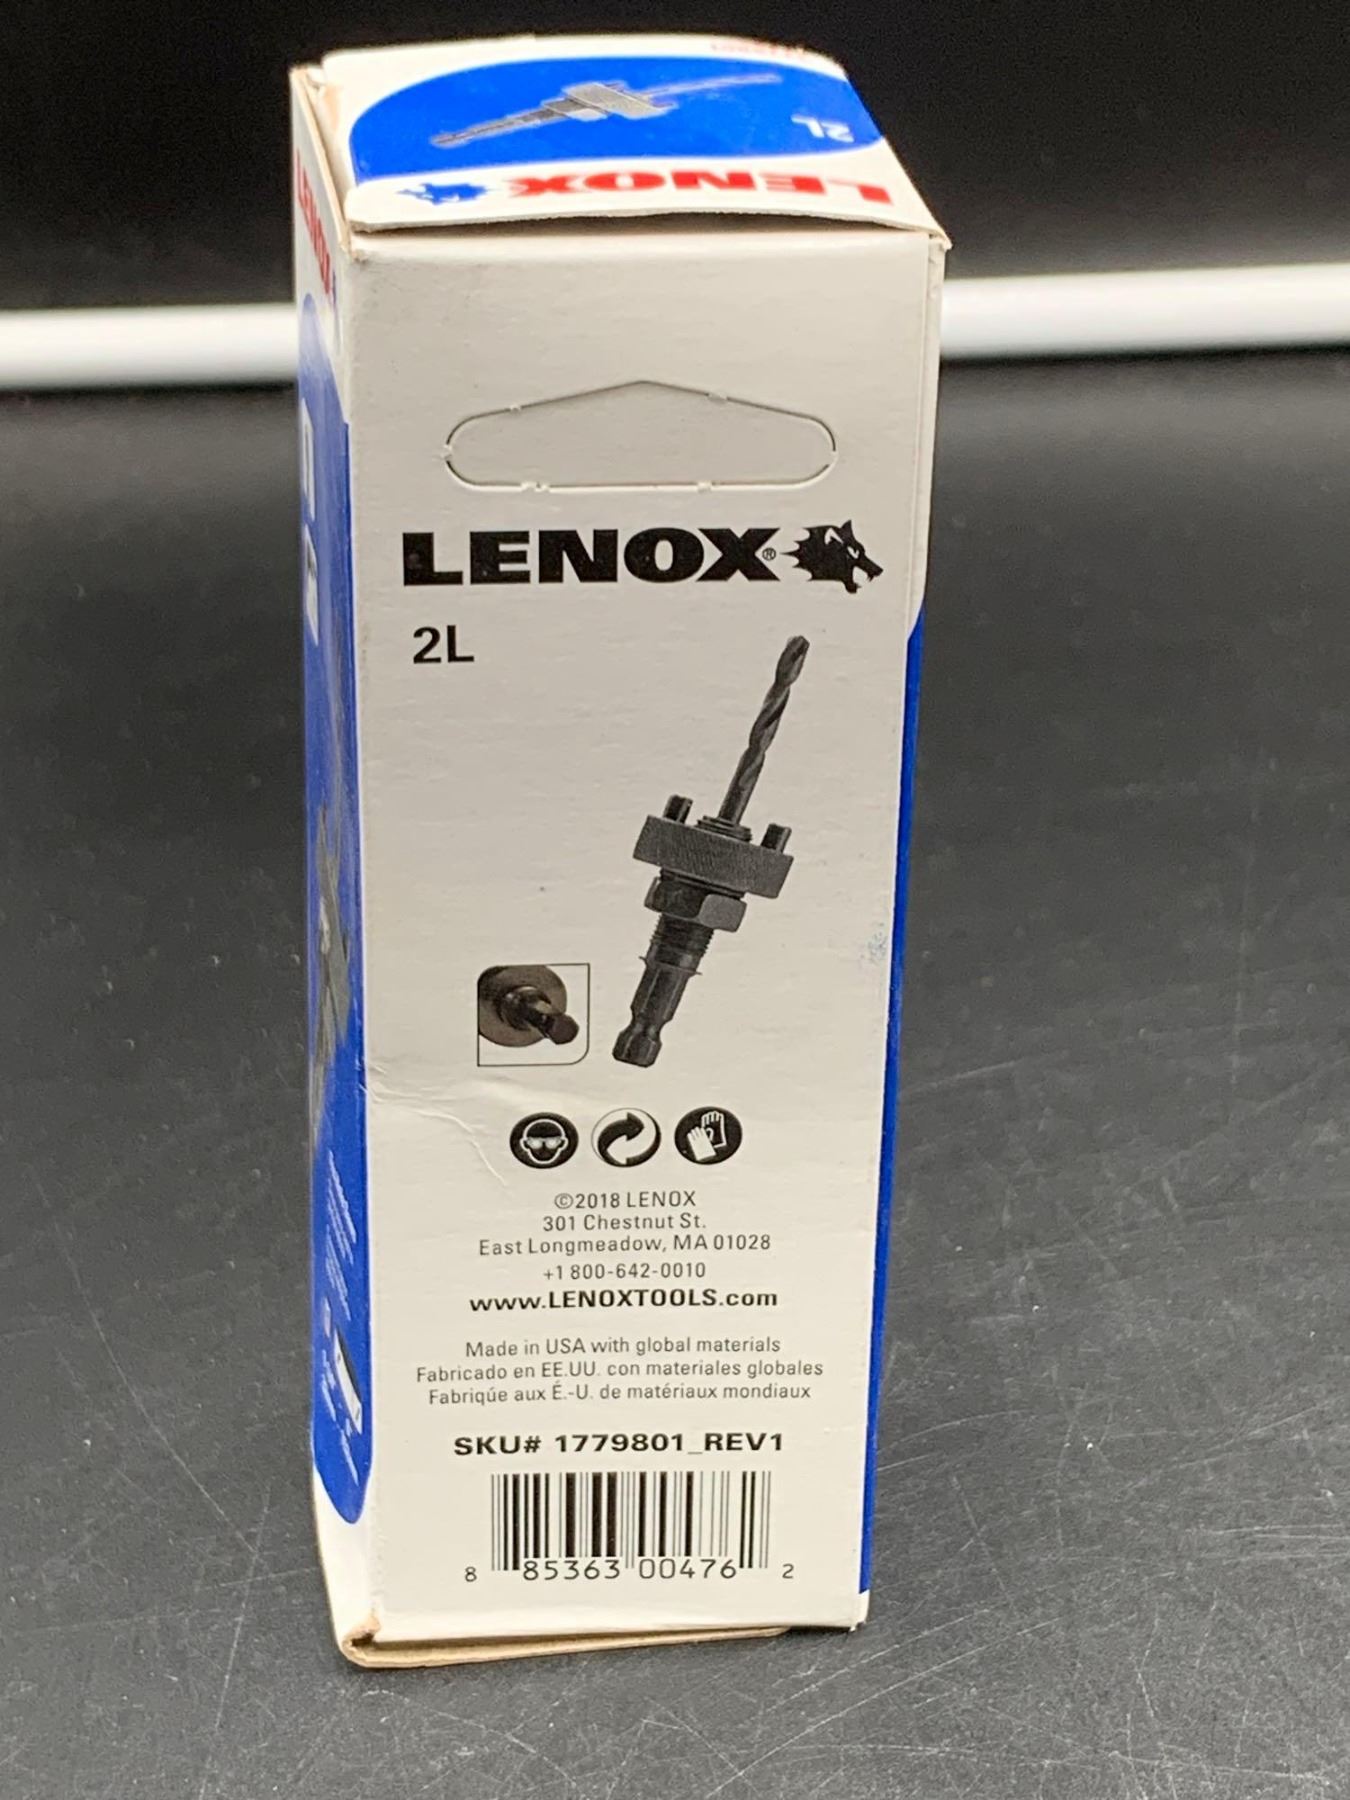 2L
LENOX
LENOX
LENOX®
2L
©2018 LENOX
301 Chestnut St.
East Longmeadow, MA 01028
+1 800-642-0010
www.LENOXTOOLS.com
Made in USA with global materials
Fabricado en EE.UU. con materiales globales
Fabriqúe aux É.-U. de matériaux mondiaux
SKU# 1779801_REV1
8 85363 00476 2